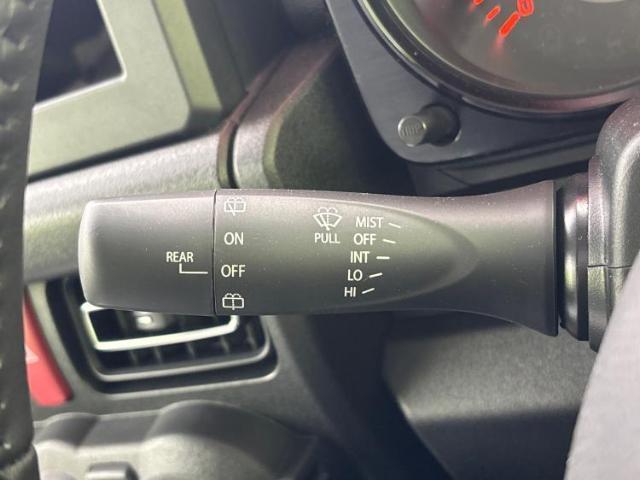 REAR
ON
OFF
PULL
MIST
OFF
INT
LO
HI